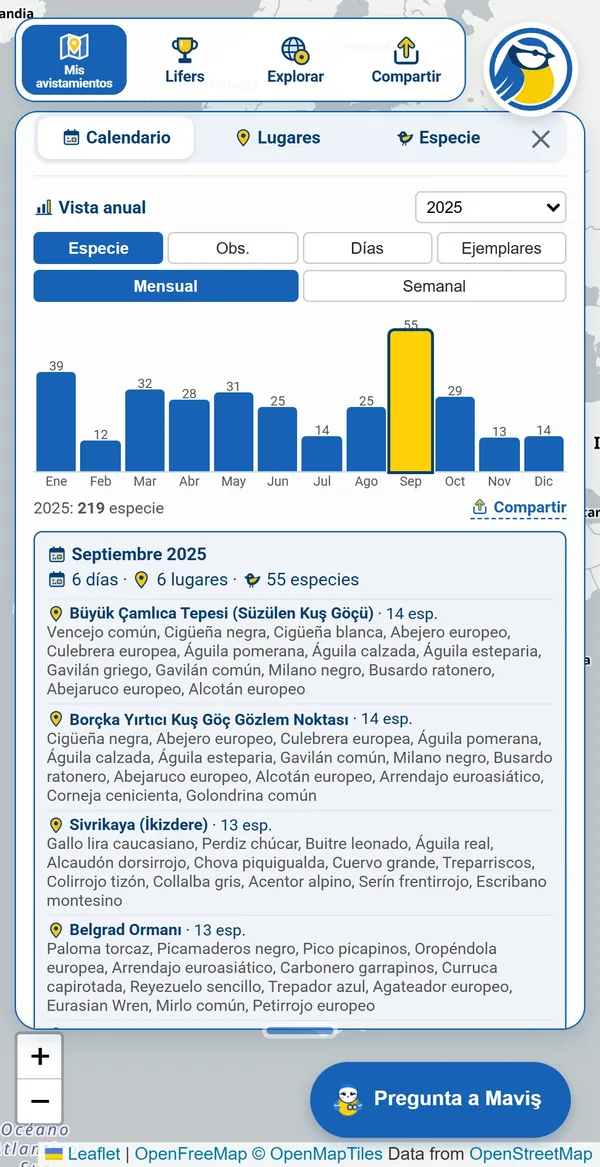 landia
Mis
avistamientos
Lifers
Explorar
Compartir
Calendario
Lugares
Especie
Vista anual
2025
Especie
Obs.
Días
Ejemplares
Mensual
Semanal
39
12
32
28
31
25
14
25
55
29
13
14
Ene
Feb
Mar
Abr
May
Jun
Jul
Ago
Sep
Oct
Nov
Dic
2025: 219 especie
Compartir
Septiembre 2025
6 días · 6 lugares · 55 especies
Büyük Çamlıca Tepesi (Süzülen Kuş Göçü) · 14 esp.
Vencejo común, Cigüeña negra, Cigüeña blanca, Abejero europeo,
Culebrera europea, Águila pomerana, Águila calzada, Águila esteparia,
Gavilán griego, Gavilán común, Milano negro, Busardo ratonero,
Abejaruco europeo, Alcotán europeo
Borçka Yırtıcı Kuş Göç Gözlem Noktası · 14 esp.
Cigüeña negra, Abejero europeo, Culebrera europea, Águila pomerana,
Águila calzada, Águila esteparia, Gavilán común, Milano negro, Busardo
ratonero, Abejaruco europeo, Alcotán europeo, Arrendajo euroasiático,
Corneja cenicienta, Golondrina común
Sivrikaya (İkizdere) · 13 esp.
Gallo lira caucasiano, Perdiz chúcar, Buitre leonado, Águila real,
Alcaudón dorsirrojo, Chova piquigualda, Cuervo grande, Treparriscos,
Colirrojo tizón, Collalba gris, Acentor alpino, Serín frentirrojo, Escribano
montesino
Belgrad Ormanı · 13 esp.
Paloma torcaz, Picamaderos negro, Pico picapinos, Oropéndola
europea, Arrendajo euroasiático, Carbonero garrapinos, Curruca
capirotada, Reyezuelo sencillo, Trepador azul, Agateador europeo,
Eurasian Wren, Mirlo común, Petirrojo europeo
+
−
Pregunta a Maviş
Océano
Leaflet | OpenFreeMap © OpenMapTiles Data from OpenStreetMap